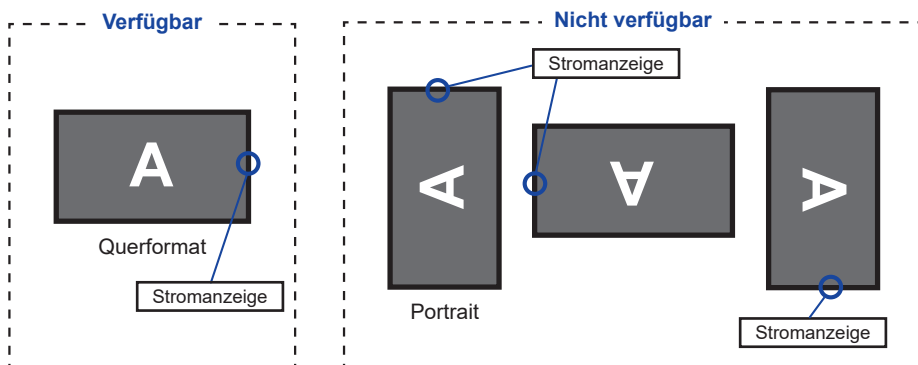 Verfügbar
Nicht verfügbar
Stromanzeige
A
A
A
A
Querformat
Stromanzeige
Portrait
Stromanzeige